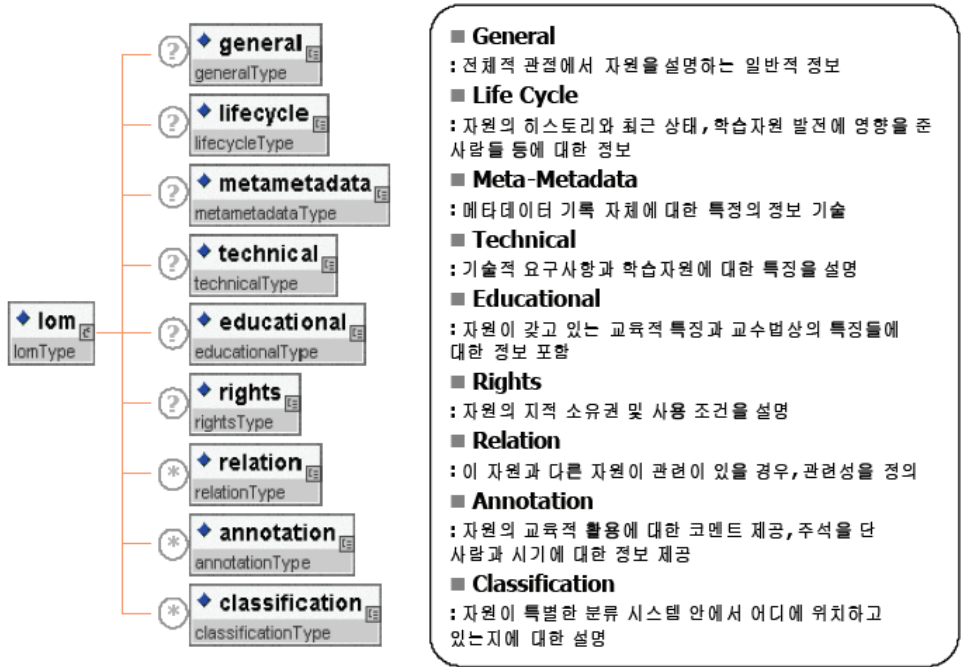 lom
lomType
?
general
generalType
?
lifecycle
lifecycleType
?
metametadata
metametadataType
?
technical
technicalType
?
educational
educationalType
?
rights
rightsType
*
relation
relationType
*
annotation
annotationType
*
classification
classificationType
■ General
: 전체적 관점에서 자원을 설명하는 일반적 정보
■ Life Cycle
: 자원의 히스토리와 최근 상태,학습자원 발전에 영향을 준
사람들 등에 대한 정보
■ Meta-Metadata
: 메타데이터 기록 자체에 대한 특정의 정보 기술
■ Technical
: 기술적 요구사항과 학습자원에 대한 특징을 설명
■ Educational
: 자원이 갖고 있는 교육적 특징과 교수법상의 특징들에
대한 정보 포함
■ Rights
: 자원의 지적 소유권 및 사용 조건을 설명
■ Relation
: 이 자원과 다른 자원이 관련이 있을 경우,관련성을 정의
■ Annotation
: 자원의 교육적 활용에 대한 코멘트 제공,주석을 단
사람과 시기에 대한 정보 제공
■ Classification
: 자원이 특별한 분류 시스템 안에서 어디에 위치하고
있는지에 대한 설명